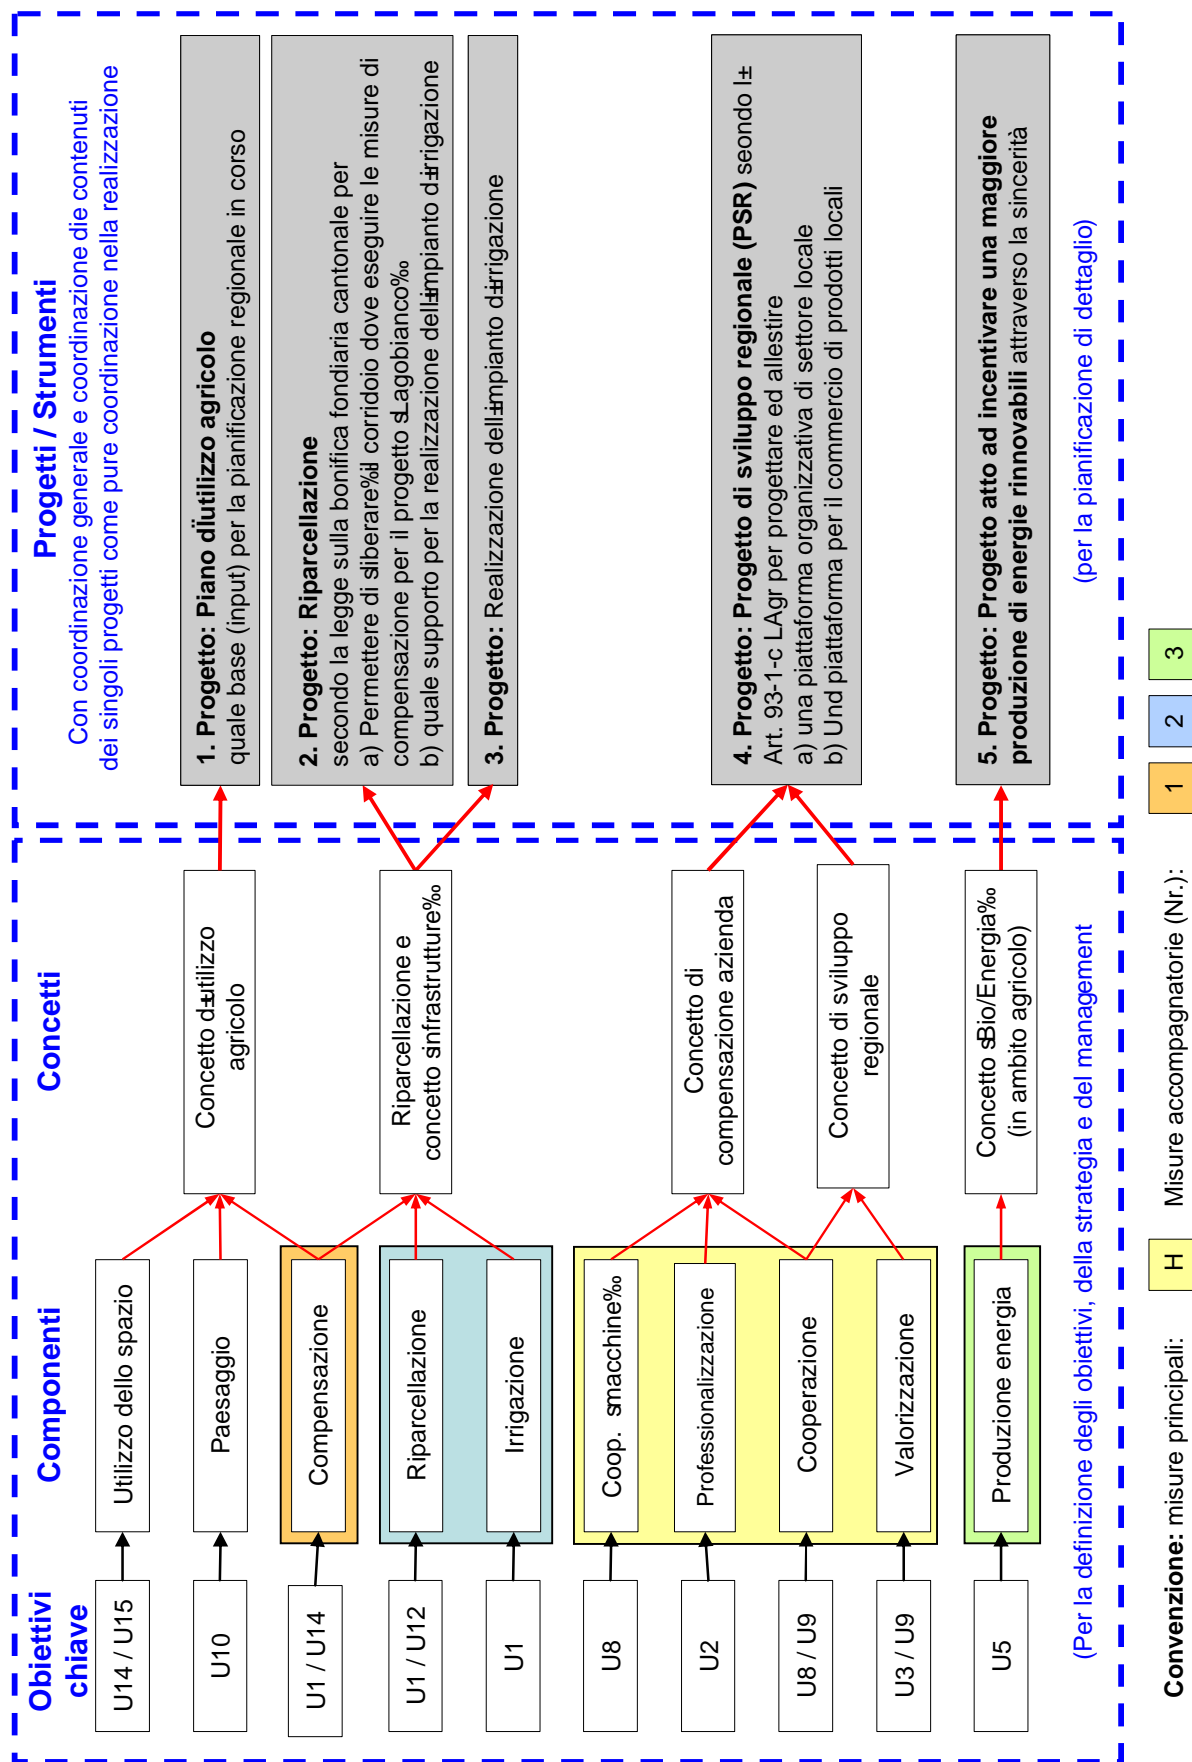 Obiettivi
chiave
Componenti
Concetti
Progetti / Strumenti
Con coordinazione generale e coordinazione die contenuti
dei singoli progetti come pure coordinazione nella realizzazione
U14 / U15
U10
U1 / U14
U1 / U12
U1
U8
U2
U8 / U9
U3 / U9
U5
Utilizzo dello spazio
Paesaggio
Compensazione
Riparcellazione
Irrigazione
Coop. smacchine‰
Professionalizzazione
Cooperazione
Valorizzazione
Produzione energia
Concetto d±utilizzo
agricolo
Riparcellazione e
concetto sinfrastrutture‰
Concetto di
compensazione azienda
Concetto di sviluppo
regionale
Concetto sBio/Energia‰
(in ambito agricolo)
1. Progetto: Piano dïutilizzo agricolo
quale base (input) per la pianificazione regionale in corso
2. Progetto: Riparcellazione
secondo la legge sulla bonifica fondiaria cantonale per
a) Permettere di sliberare‰il corridoio dove eseguire le misure di
compensazione per il progetto sLagobianco‰
b) quale supporto per la realizzazione dell±impianto d±irrigazione
3. Progetto: Realizzazione dell±impianto d±irrigazione
4. Progetto: Progetto di sviluppo regionale (PSR) seondo l±
Art. 93-1-c LAgr per progettare ed allestire
a) una piattaforma organizzativa di settore locale
b) Und piattaforma per il commercio di prodotti locali
5. Progetto: Progetto atto ad incentivare una maggiore
produzione di energie rinnovabili attraverso la sincerità
(Per la definizione degli obiettivi, della strategia e del management
(per la pianificazione di dettaglio)
Convenzione: misure principali: H Misure accompagnatorie (Nr.): 1 2 3